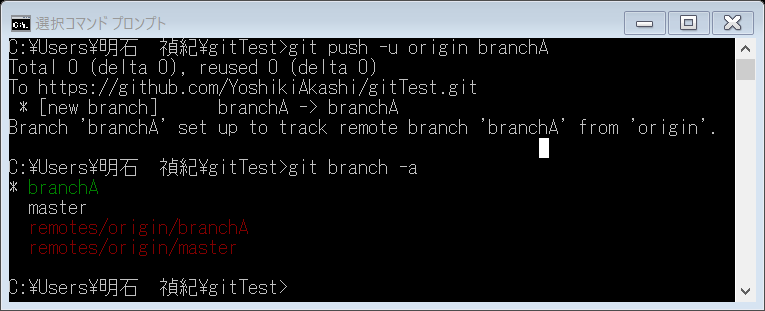 選択コマンド プロンプト
C:¥Users¥明石　禎紀¥gitTest>git push -u origin branchA
Total 0 (delta 0), reused 0 (delta 0)
To https://github.com/YoshikiAkashi/gitTest.git
 * [new branch]      branchA -> branchA
Branch 'branchA' set up to track remote branch 'branchA' from 'origin'.
C:¥Users¥明石　禎紀¥gitTest>git branch -a
* branchA
  master
  remotes/origin/branchA
  remotes/origin/master
C:¥Users¥明石　禎紀¥gitTest>